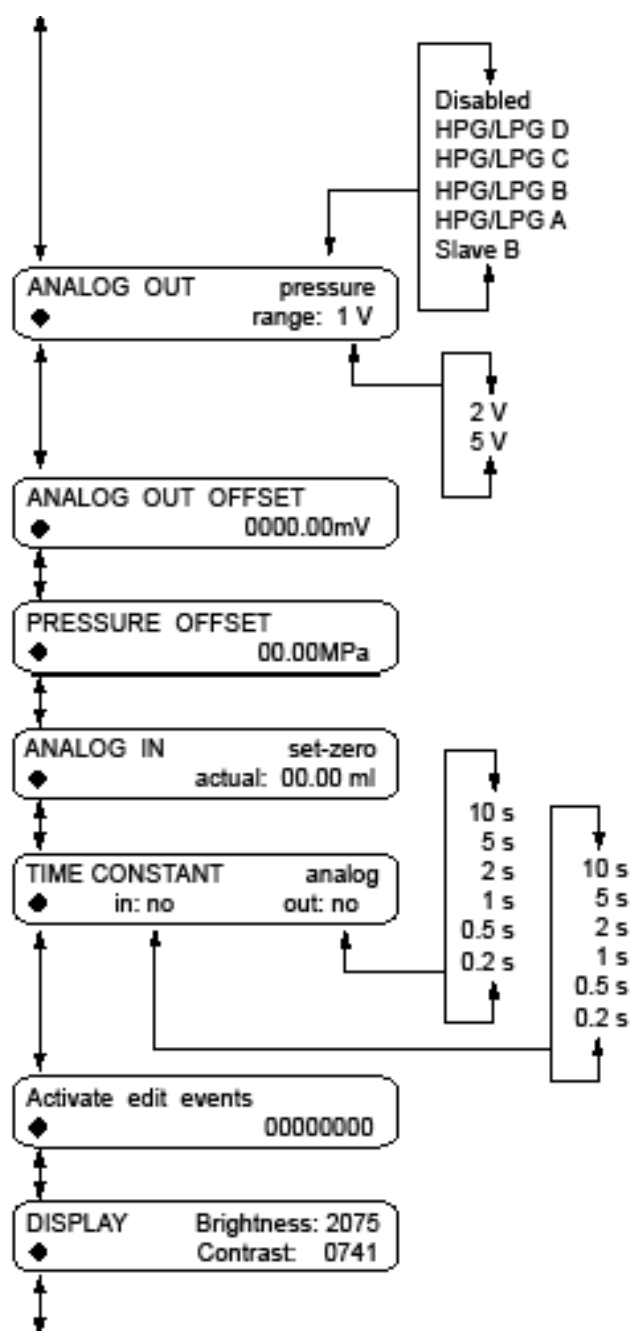 Disabled
HPG/LPG D
HPG/LPG C
HPG/LPG B
HPG/LPG A
Slave B
ANALOG OUT pressure
range: 1 V
2 V
5 V
ANALOG OUT OFFSET
0000.00mV
PRESSURE OFFSET
00.00MPa
ANALOG IN set-zero
actual: 00.00 ml
TIME CONSTANT analog
in: no out: no
10 s
5 s
2 s
1 s
0.5 s
0.2 s
10 s
5 s
2 s
1 s
0.5 s
0.2 s
Activate edit events
00000000
DISPLAY Brightness: 2075
Contrast: 0741